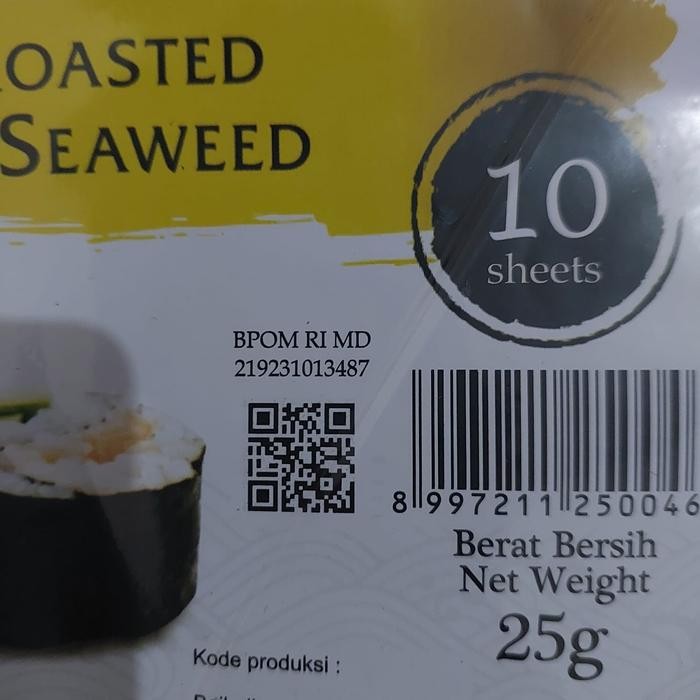 ROASTED
SEAWEED
10
sheets
BPOM RI MD
219231013487
8 997211 250046
Berat Bersih
Net Weight
25g
Kode produksi :